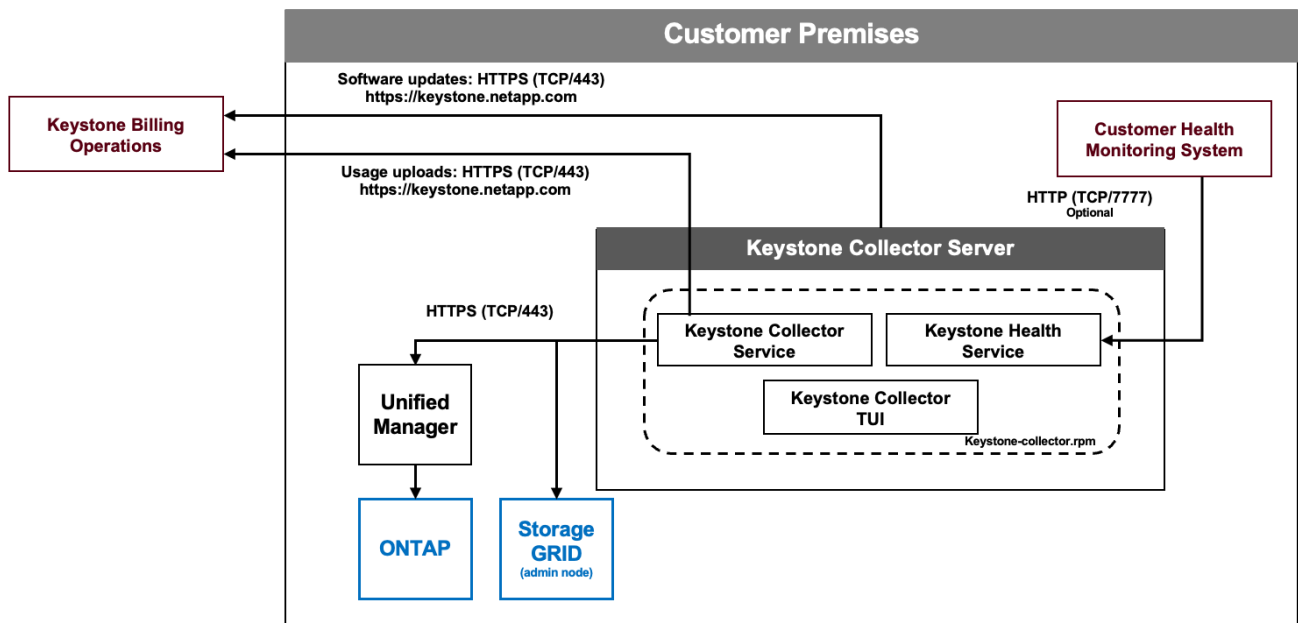 Customer Premises
Software updates: HTTPS (TCP/443)
https://keystone.netapp.com
Keystone Billing
Operations
Customer Health
Monitoring System
Usage uploads: HTTPS (TCP/443)
https://keystone.netapp.com
HTTP (TCP/7777)
Optional
Keystone Collector Server
HTTPS (TCP/443)
Keystone Collector
Service
Keystone Health
Service
Keystone Collector
TUI
Keystone-collector.rpm
Unified
Manager
ONTAP
Storage
GRID
(admin node)